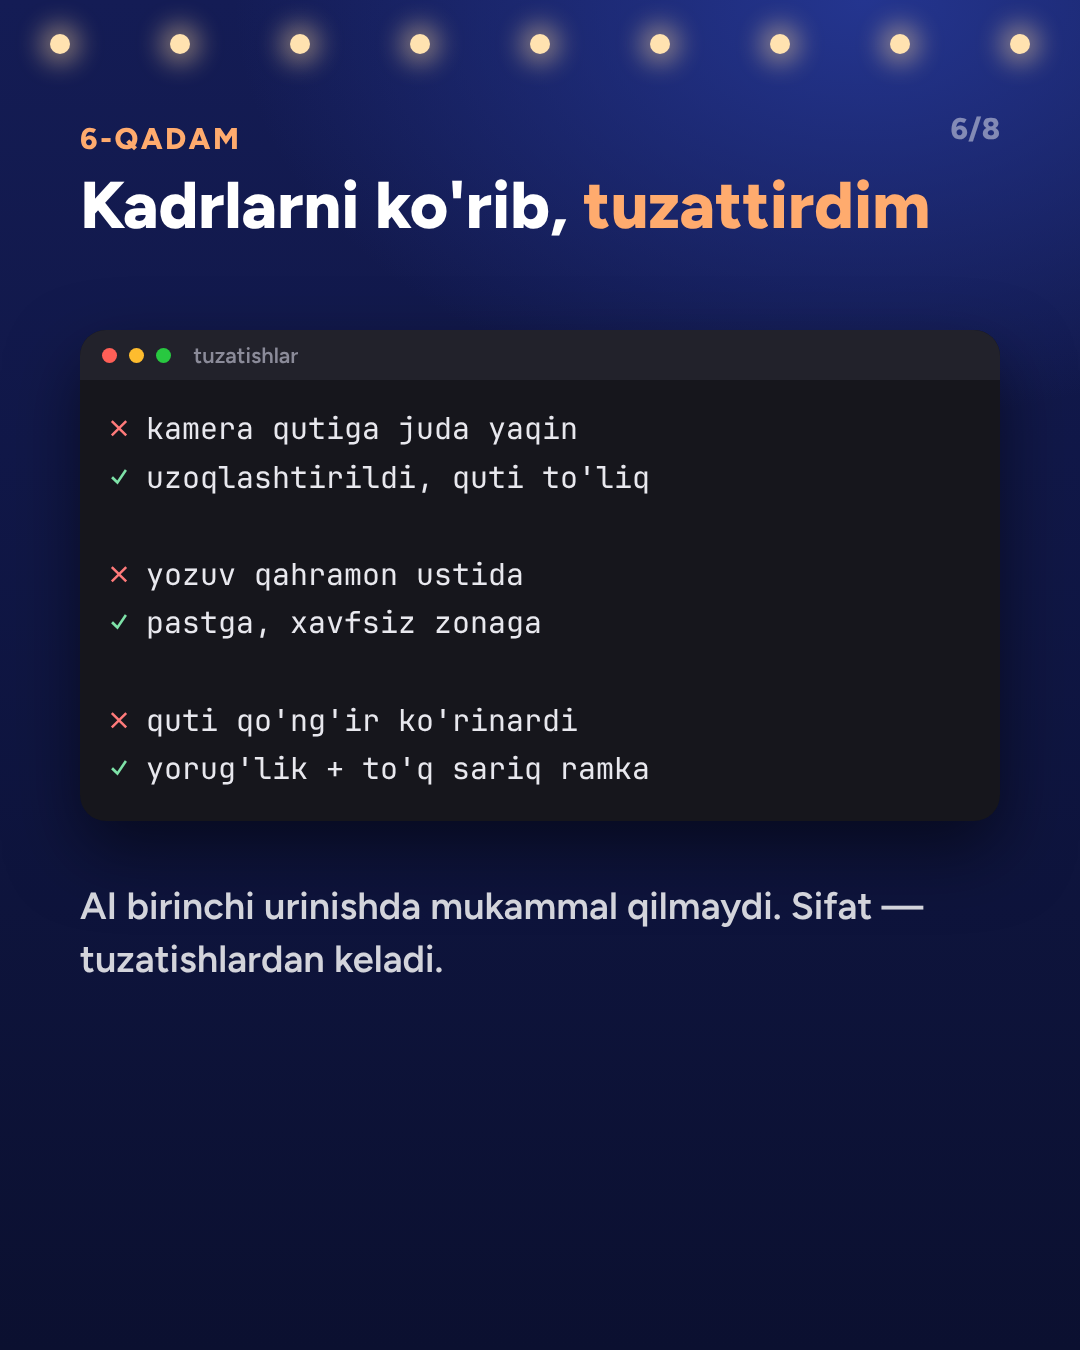 6-QADAM
6/8
Kadrlarni ko'rib, tuzattirdim
tuzatishlar
✕ kamera qutiga juda yaqin
✓ uzoqlashtirildi, quti to'liq
✕ yozuv qahramon ustida
✓ pastga, xavfsiz zonaga
✕ quti qo'ng'ir ko'rinardi
✓ yorug'lik + to'q sariq ramka
AI birinchi urinishda mukammal qilmaydi. Sifat —
tuzatishlardan keladi.